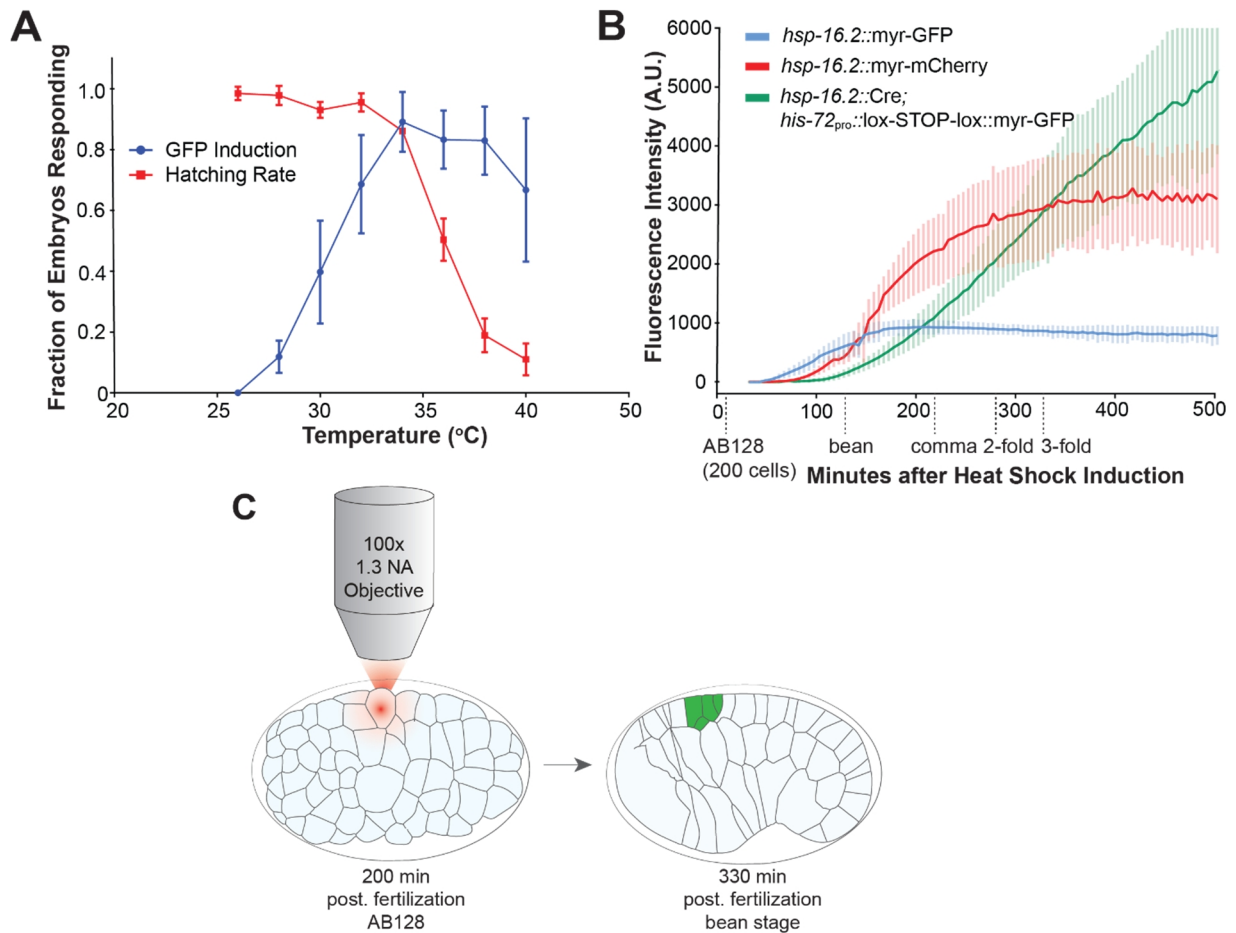 A
Fraction of Embryos Responding
1.0
0.8
0.6
0.4
0.2
0
20
25
30
35
40
45
50
GFP Induction
Hatching Rate
Temperature (ºC)
B
Fluorescence Intensity (A.U.)
6000
5000
4000
3000
2000
1000
0
hsp-16.2::myr-GFP
hsp-16.2::myr-mCherry
hsp-16.2::Cre;
his-72pro::lox-STOP-lox::myr-GFP
0
100
200
300
400
500
AB128
(200 cells)
bean
comma
2-fold
3-fold
Minutes after Heat Shock Induction
C
100x
1.3 NA
Objective
200 min
post. fertilization
AB128
330 min
post. fertilization
bean stage